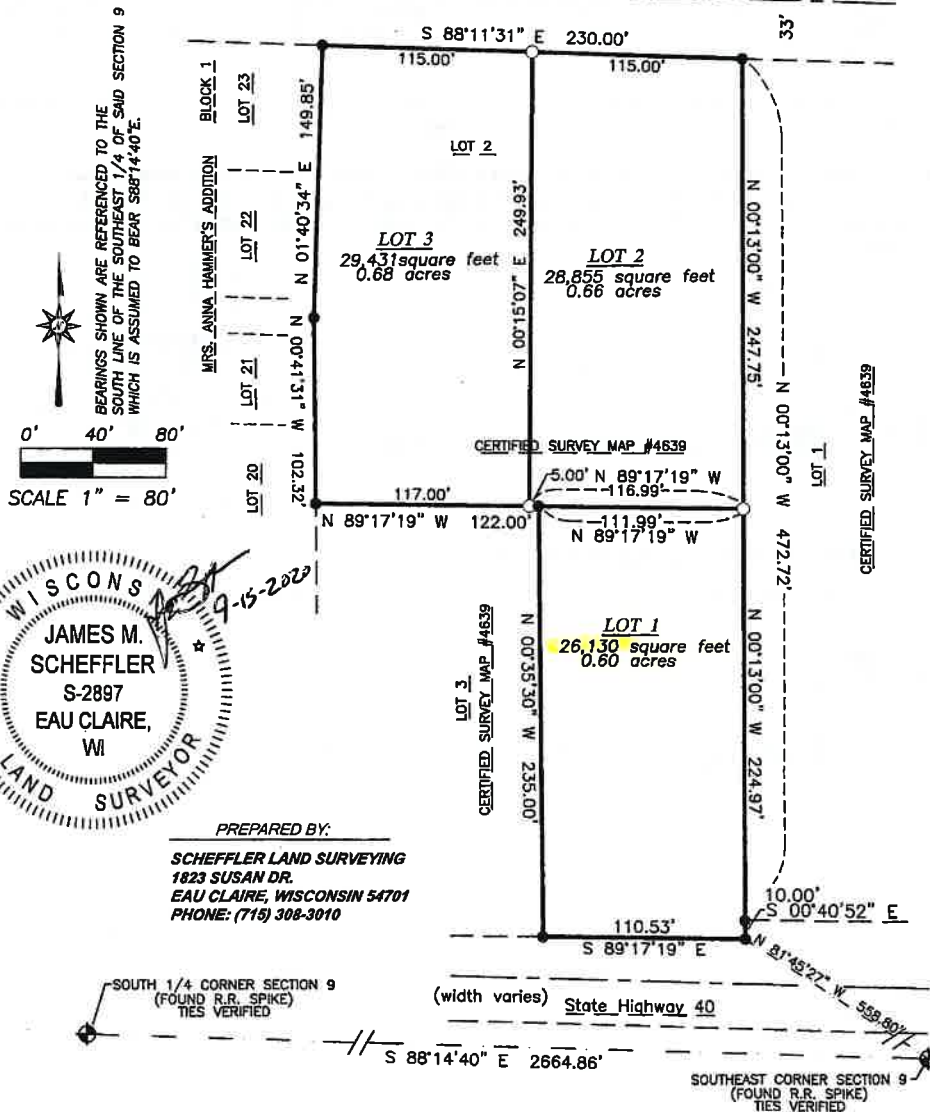 S 88°11'31" E 230.00'
33'
115.00'
115.00'
BEARINGS SHOWN ARE REFERENCED TO THE
SOUTH LINE OF THE SOUTHEAST 1/4 OF SAID SECTION 9
WHICH IS ASSUMED TO BEAR S88°14'40"E.
MRS. ANNA HAMMER'S ADDITION
BLOCK 1
LOT 23
LOT 22
LOT 21
LOT 20
N 01°40'34" E 149.85'
N 00°41'31" W 102.32'
LOT 2
LOT 3
29,431square feet
0.68 acres
N 00°15'07" E 249.93'
LOT 2
28,855 square feet
0.66 acres
N 00°13'00" W 247.75'
N 00°13'00" W 472.72'
LOT 1
CERTIFIED SURVEY MAP #4639
N
0' 40' 80'
SCALE 1" = 80'
CERTIFIED SURVEY MAP #4639
117.00'
N 89°17'19" W 122.00'
5.00' N 89°17'19" W
116.99'
111.99'
N 89°17'19" W
LOT 3
CERTIFIED SURVEY MAP #4639
N 00°35'30" W 235.00'
LOT 1
26,130 square feet
0.60 acres
N 00°13'00" W 224.97'
WISCONS
JAMES M.
SCHEFFLER
S-2897
EAU CLAIRE,
WI
LAND SURVEYOR
9-15-2020
PREPARED BY:
SCHEFFLER LAND SURVEYING
1823 SUSAN DR.
EAU CLAIRE, WISCONSIN 54701
PHONE: (715) 308-3010
110.53'
S 89°17'19" E
10.00'
S 00°40'52" E
N 81°45'27" W 559.80'
SOUTH 1/4 CORNER SECTION 9
(FOUND R.R. SPIKE)
TIES VERIFIED
(width varies) State Highway 40
S 88°14'40" E 2664.86'
SOUTHEAST CORNER SECTION 9
(FOUND R.R. SPIKE)
TIES VERIFIED